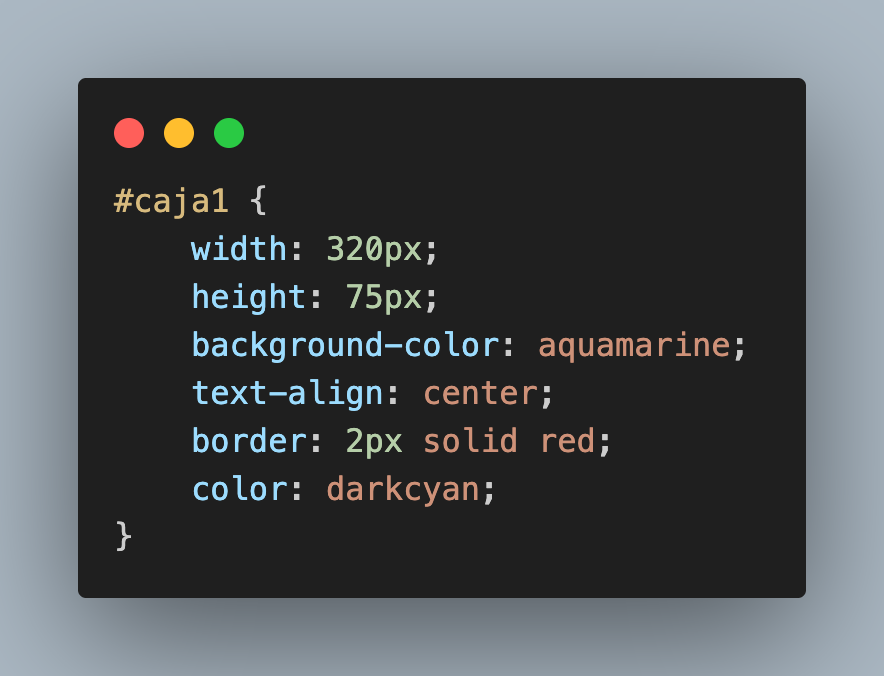 #caja1 {
    width: 320px;
    height: 75px;
    background-color: aquamarine;
    text-align: center;
    border: 2px solid red;
    color: darkcyan;
}